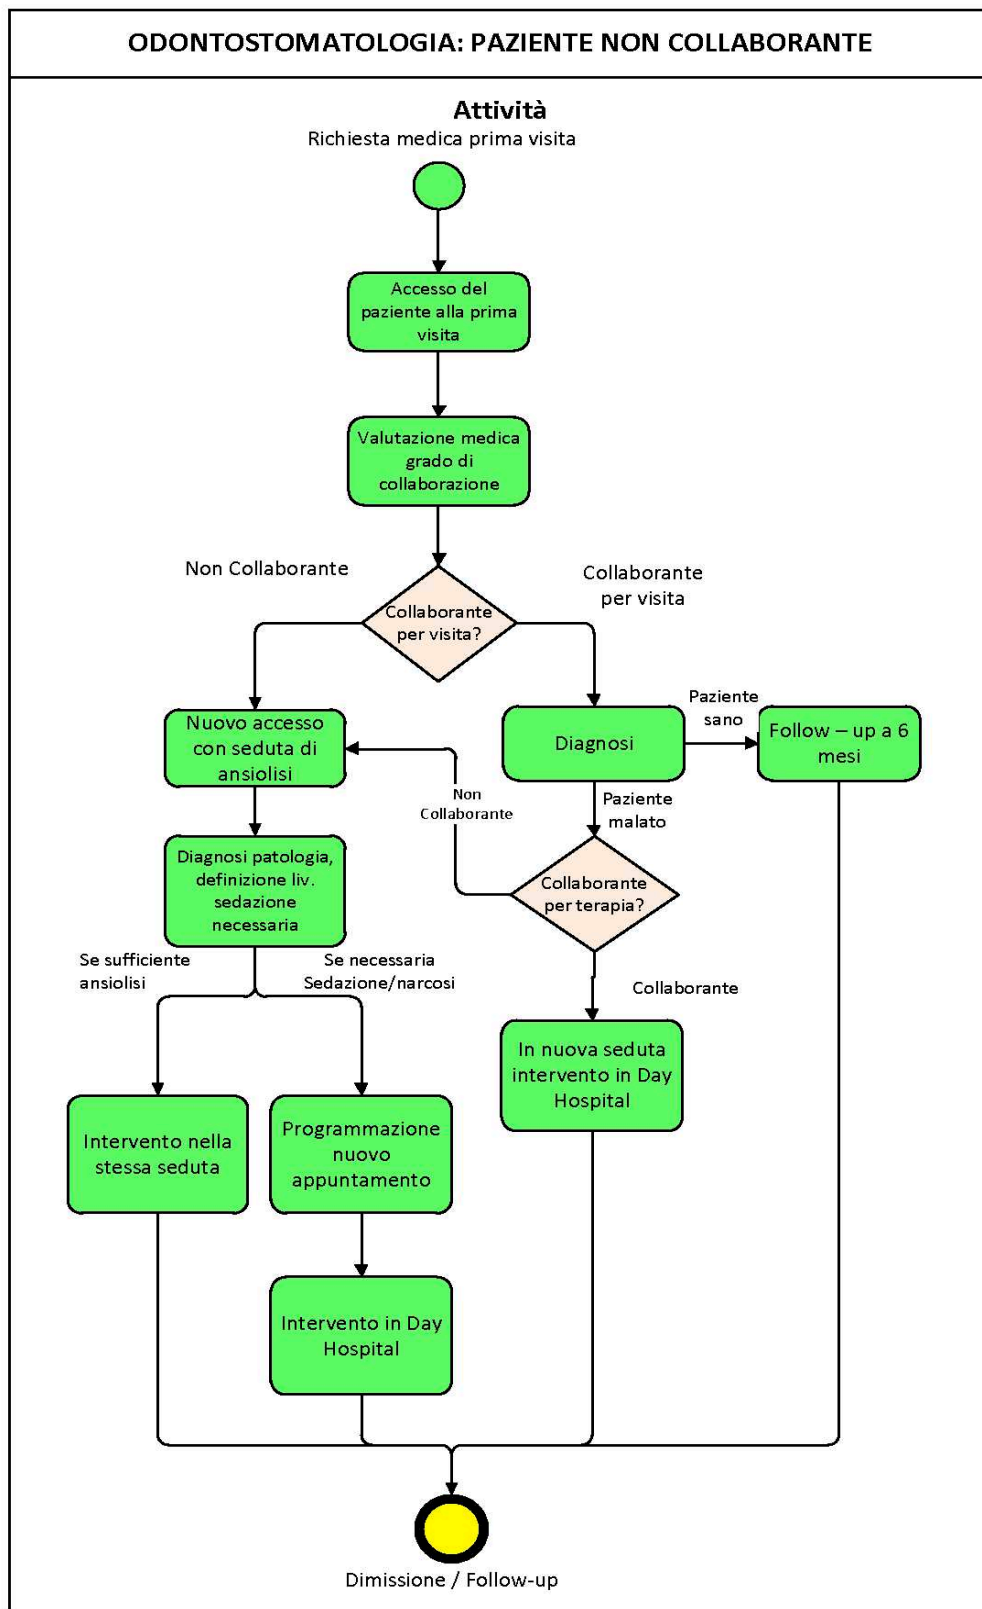 ODONTOSTOMATOLOGIA: PAZIENTE NON COLLABORANTE
Attività
Richiesta medica prima visita
Accesso del
paziente alla prima
visita
Valutazione medica
grado di
collaborazione
Non Collaborante
Collaborante
per visita
Collaborante
per visita?
Nuovo accesso
con seduta di
ansiolisi
Diagnosi
Paziente
sano
Follow – up a 6
mesi
Non
Collaborante
Paziente
malato
Diagnosi patologia,
definizione liv.
sedazione
necessaria
Collaborante
per terapia?
Se sufficiente
ansiolisi
Se necessaria
Sedazione/narcosi
Collaborante
In nuova seduta
intervento in Day
Hospital
Intervento nella
stessa seduta
Programmazione
nuovo
appuntamento
Intervento in Day
Hospital
Dimissione / Follow-up